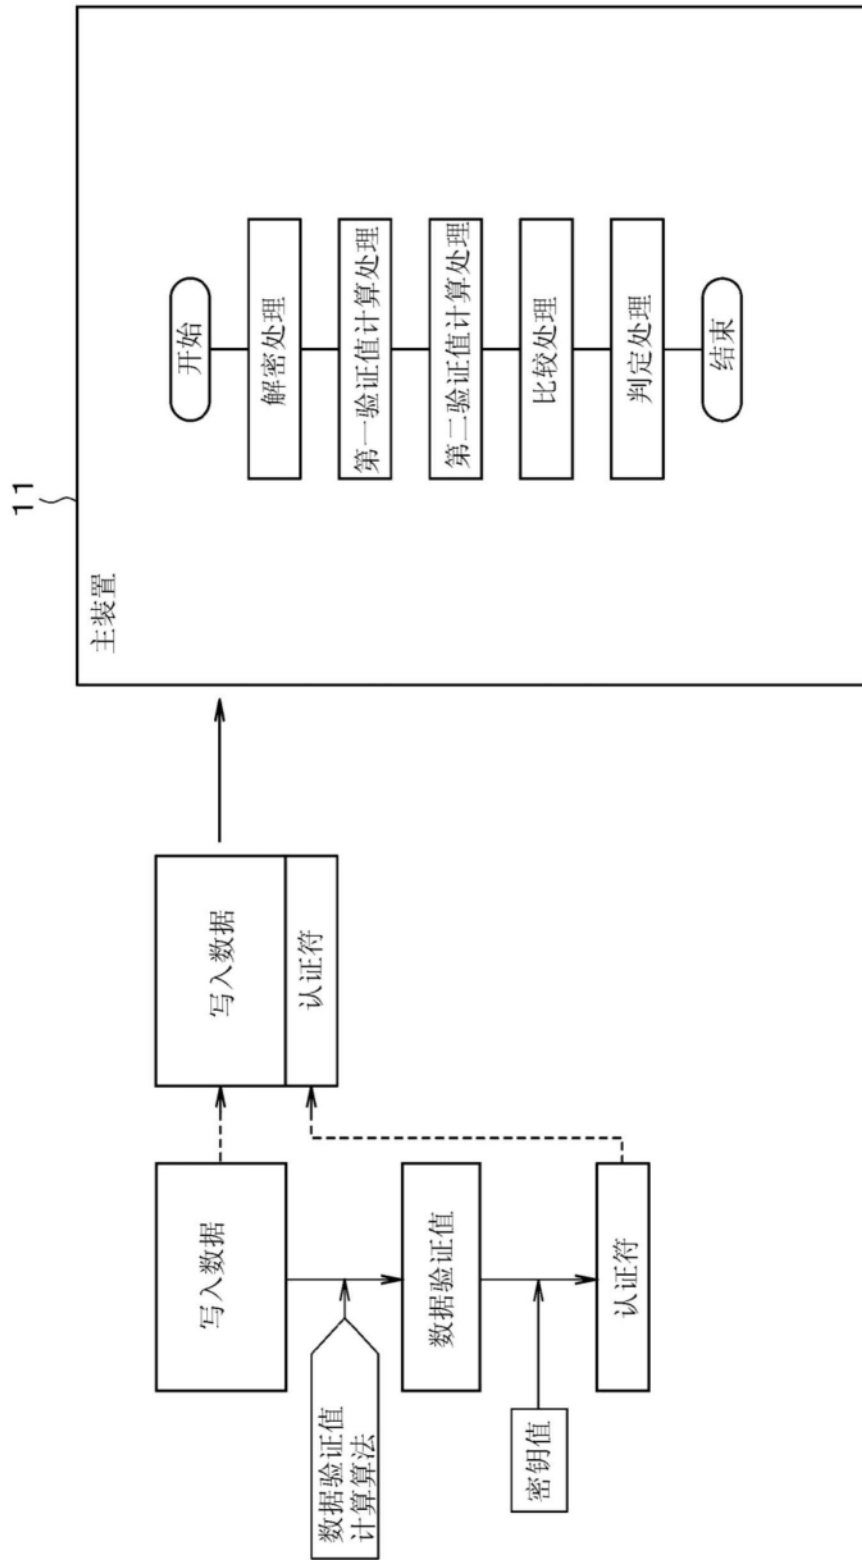 写入数据
数据验证值
计算算法
数据验证值
密钥值
认证符
写入数据
认证符
11
主装置
开始
解密处理
第一验证值计算处理
第二验证值计算处理
比较处理
判定处理
结束